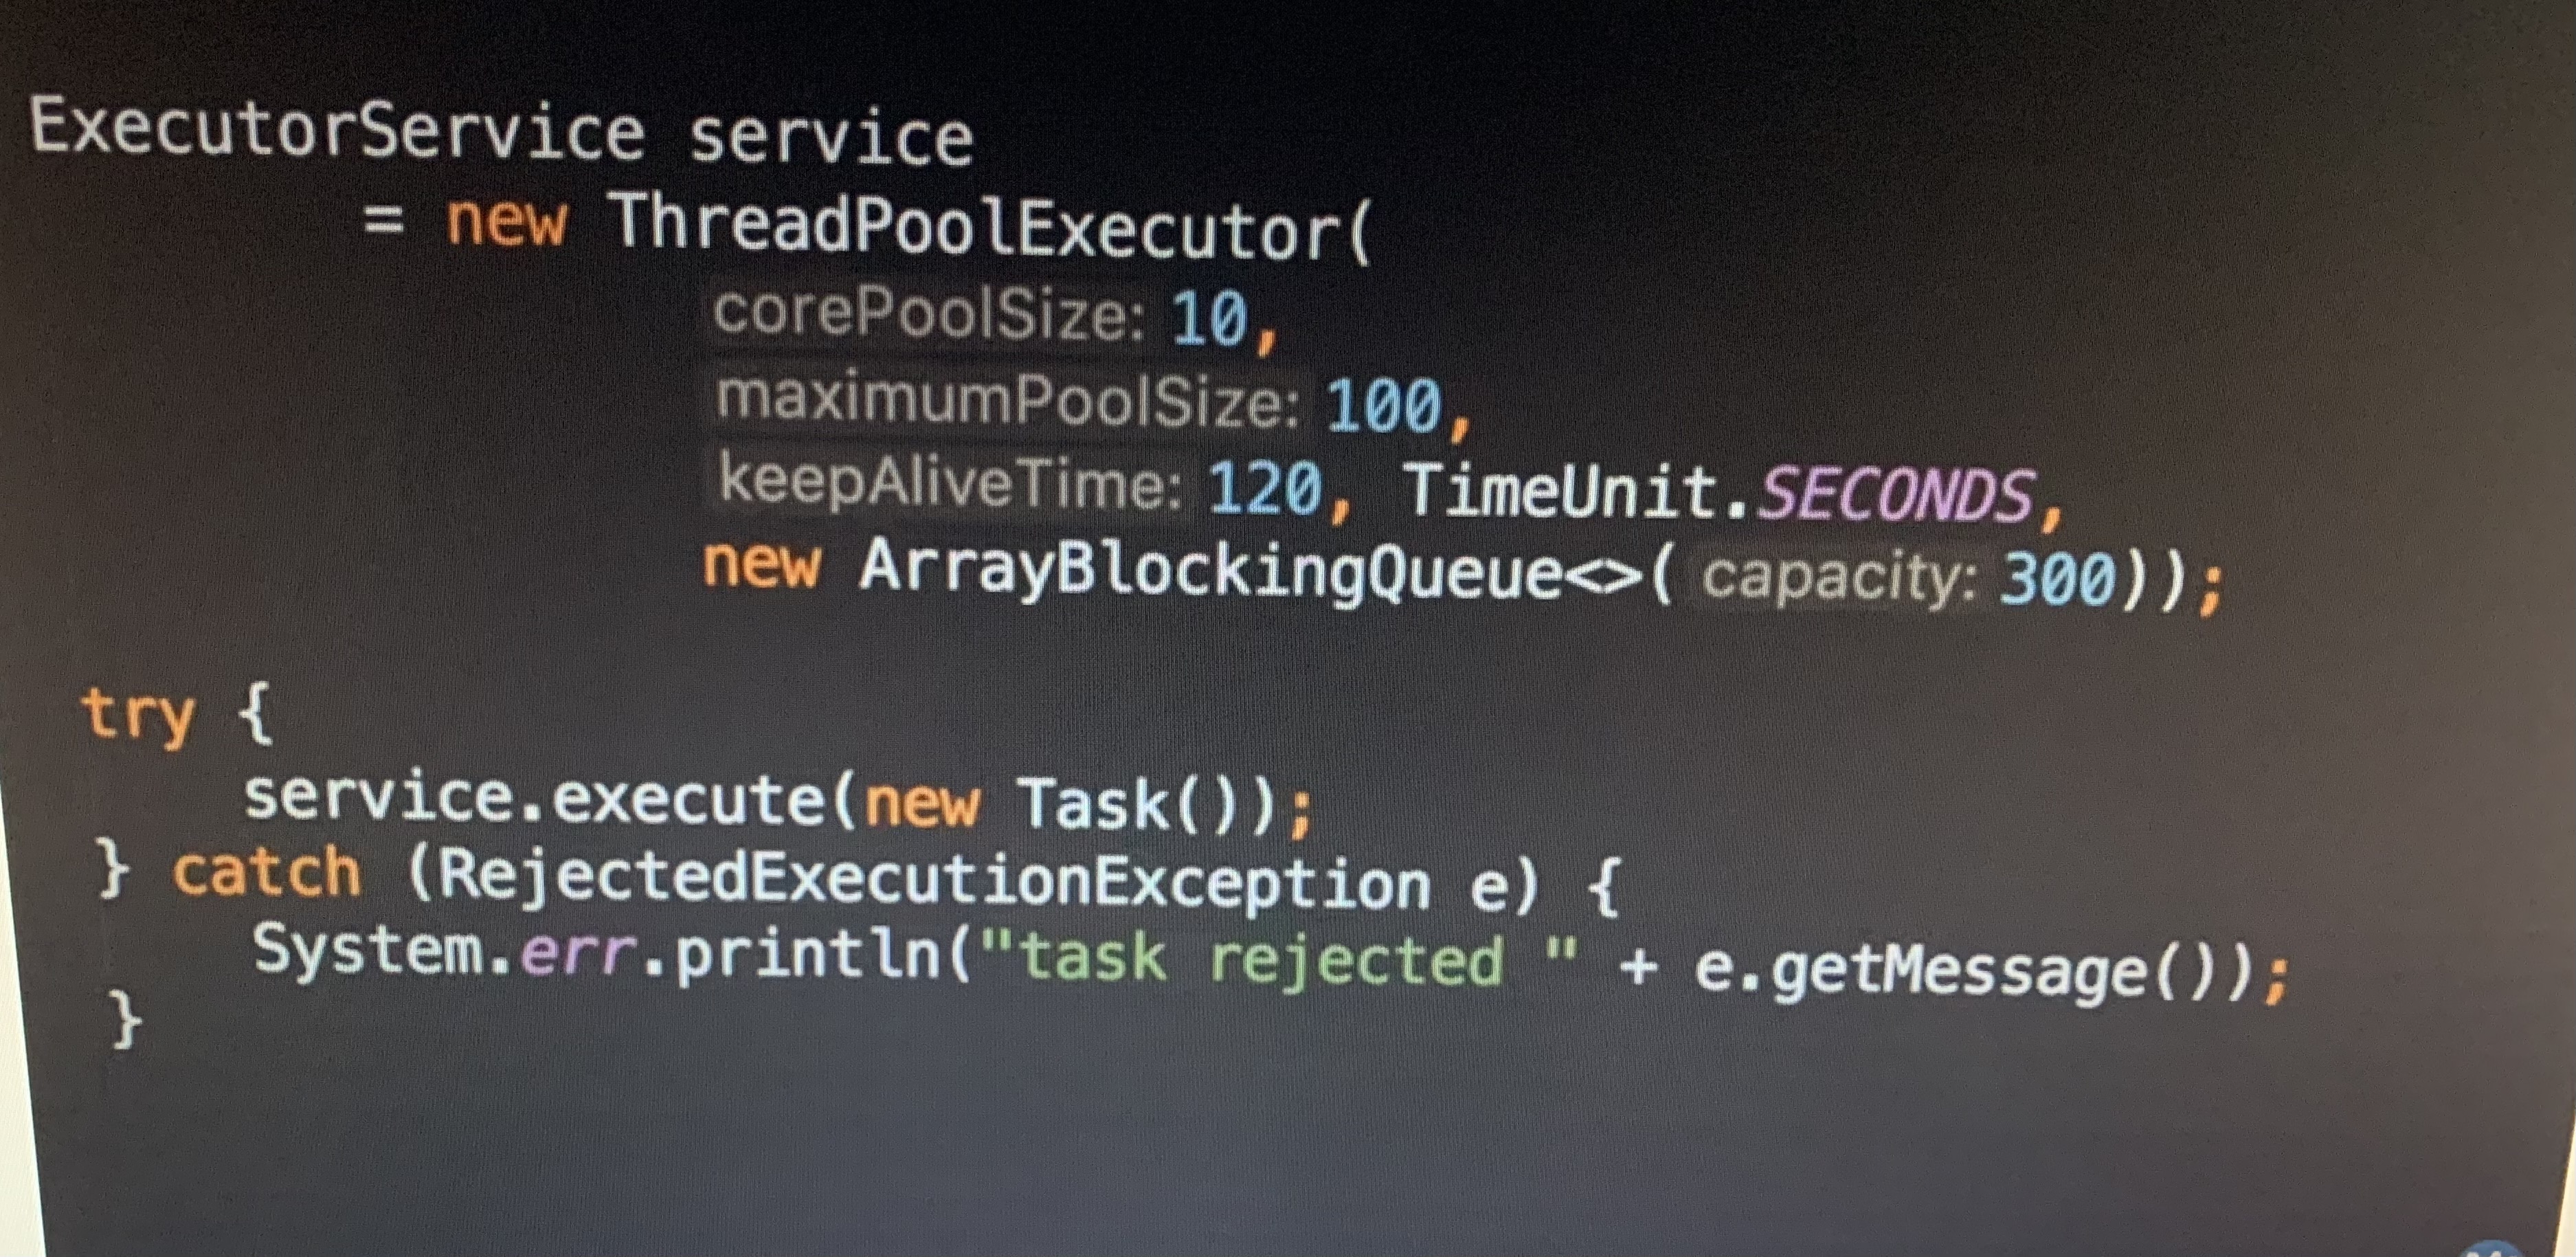 ExecutorService service
= new ThreadPoolExecutor(
corePoolSize: 10,
maximumPoolSize: 100,
keepAliveTime: 120, TimeUnit.SECONDS,
new ArrayBlockingQueue<>( capacity: 300));
try {
service.execute(new Task());
} catch (RejectedExecutionException e) {
System.err.println("task rejected " + e.getMessage());
}